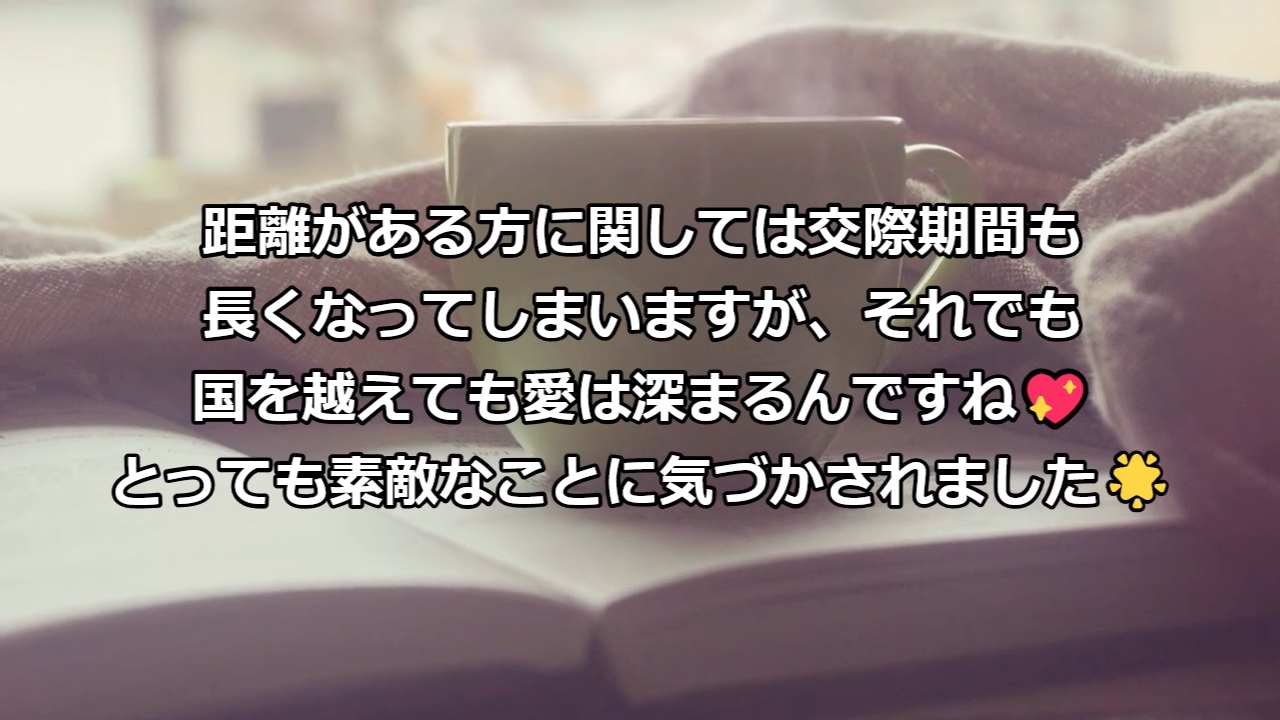 距離がある方に関しては交際期間も
長くなってしまいますが、それでも
国を越えても愛は深まるんですね💖
とっても素敵なことに気づかされました🌟